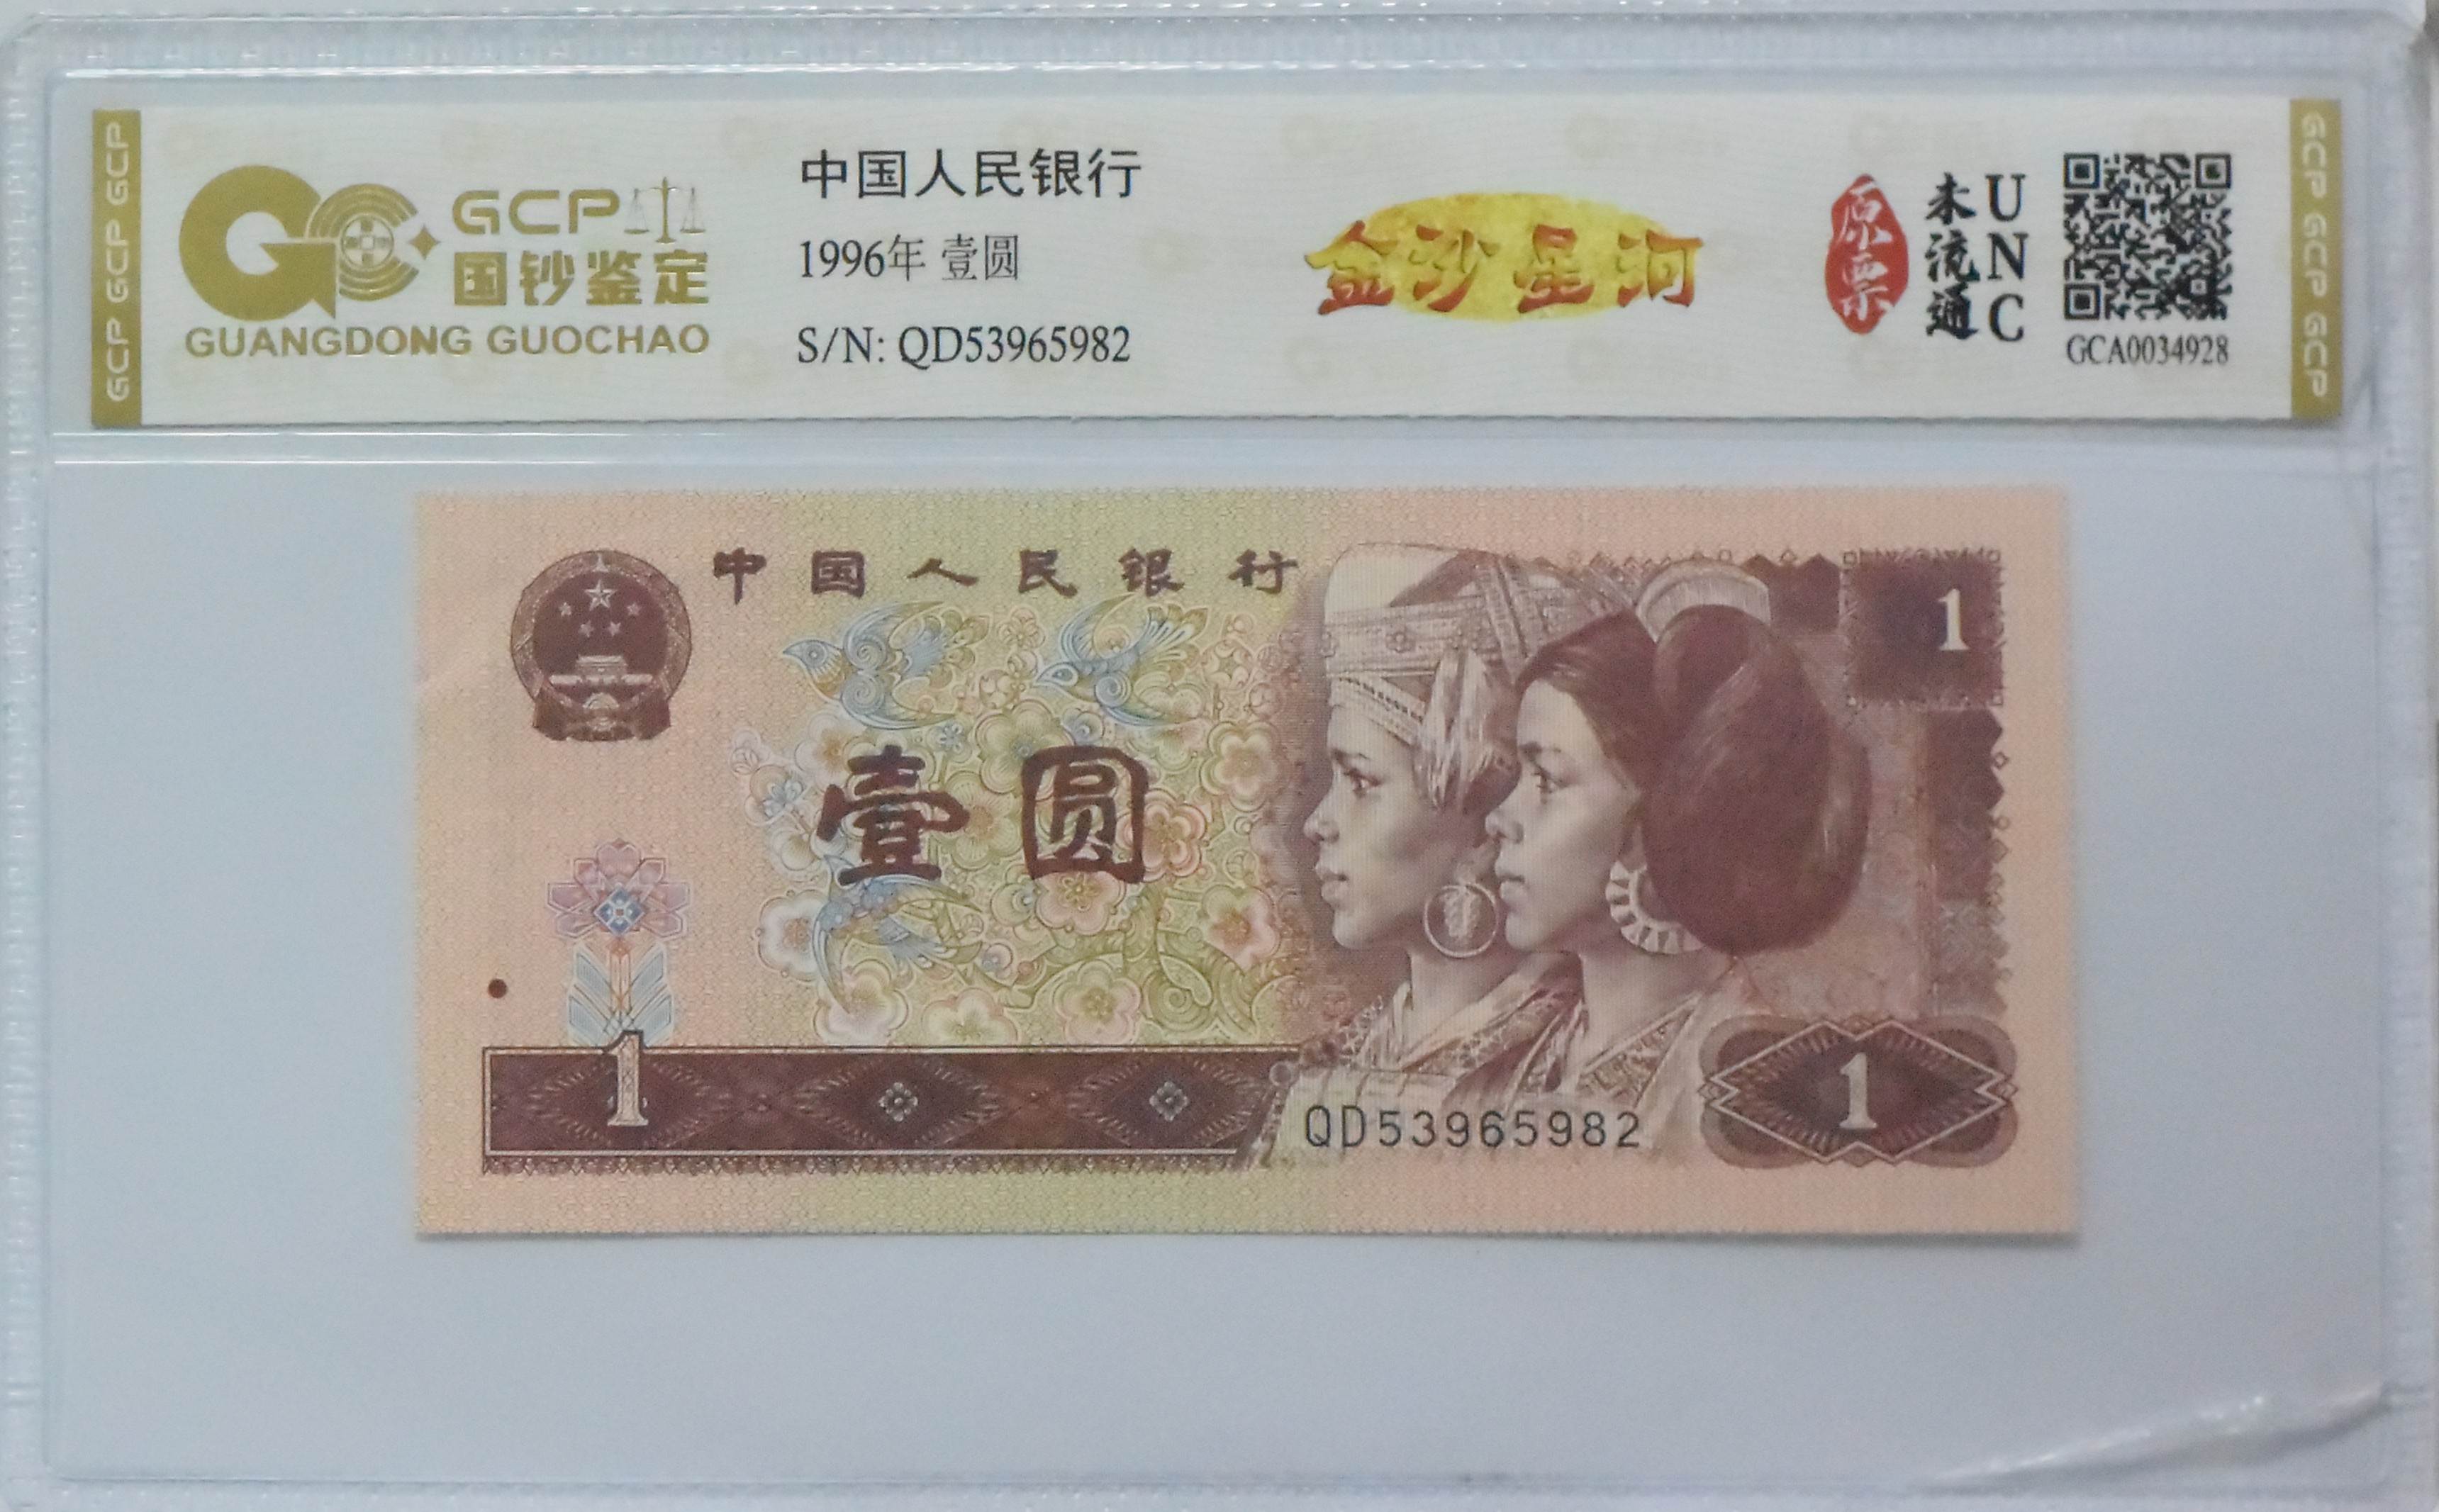 GCP GCP GCP
GCP
国钞鉴定
GUANGDONG GUOCHAO
中国人民银行
1996年 壹圆
S/N: QD53965982
金沙星河
原票
未流通
UNC
GCA0034928
GCP GCP GCP
中国人民银行
1
壹圆
1
QD53965982
1